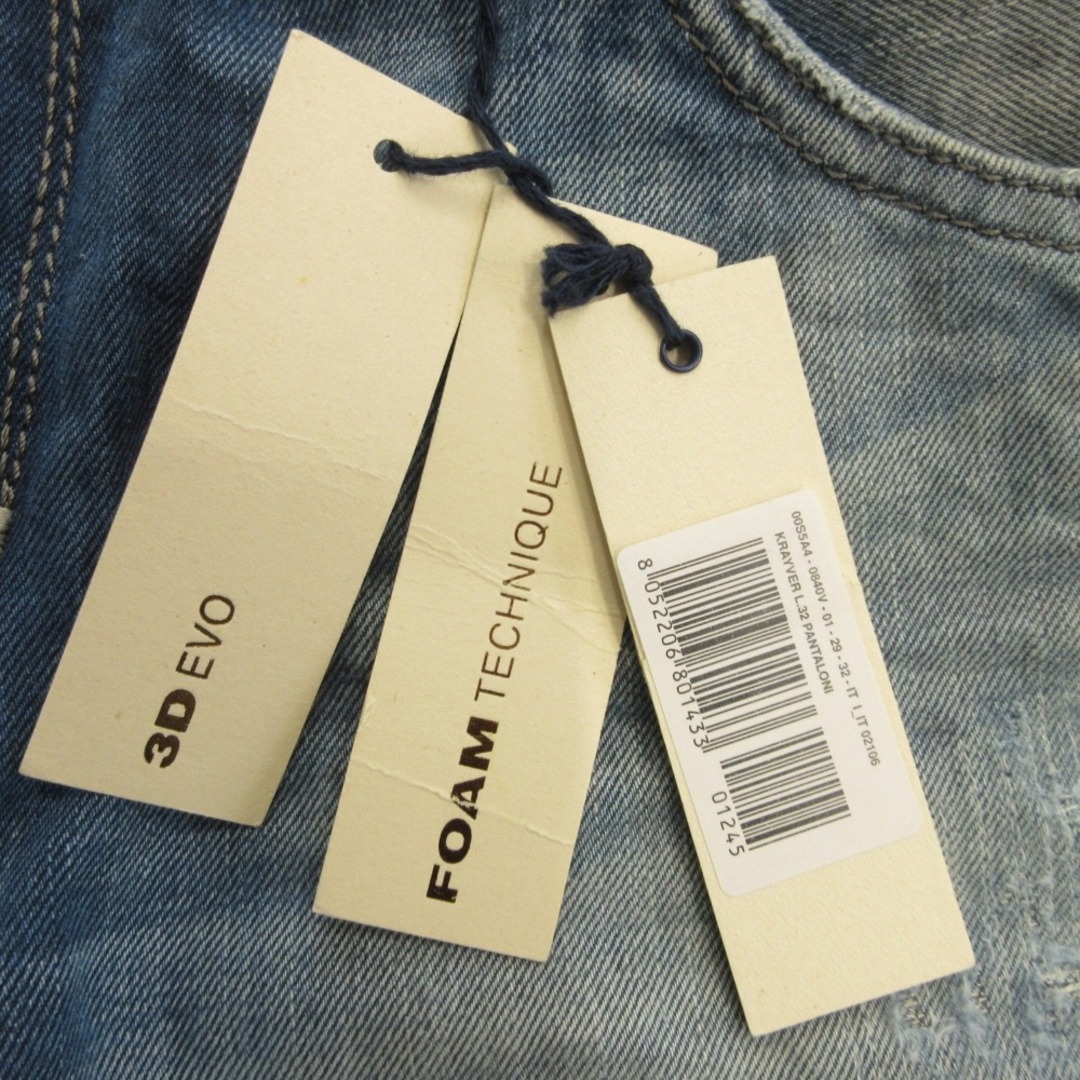 3D EVO
FOAM TECHNIQUE
00S5A4 - 0840V - 01 - 29 - 32 - IT I_IT 02106
KRAYVER L.32 PANTALONI
8 052206 801433
01245